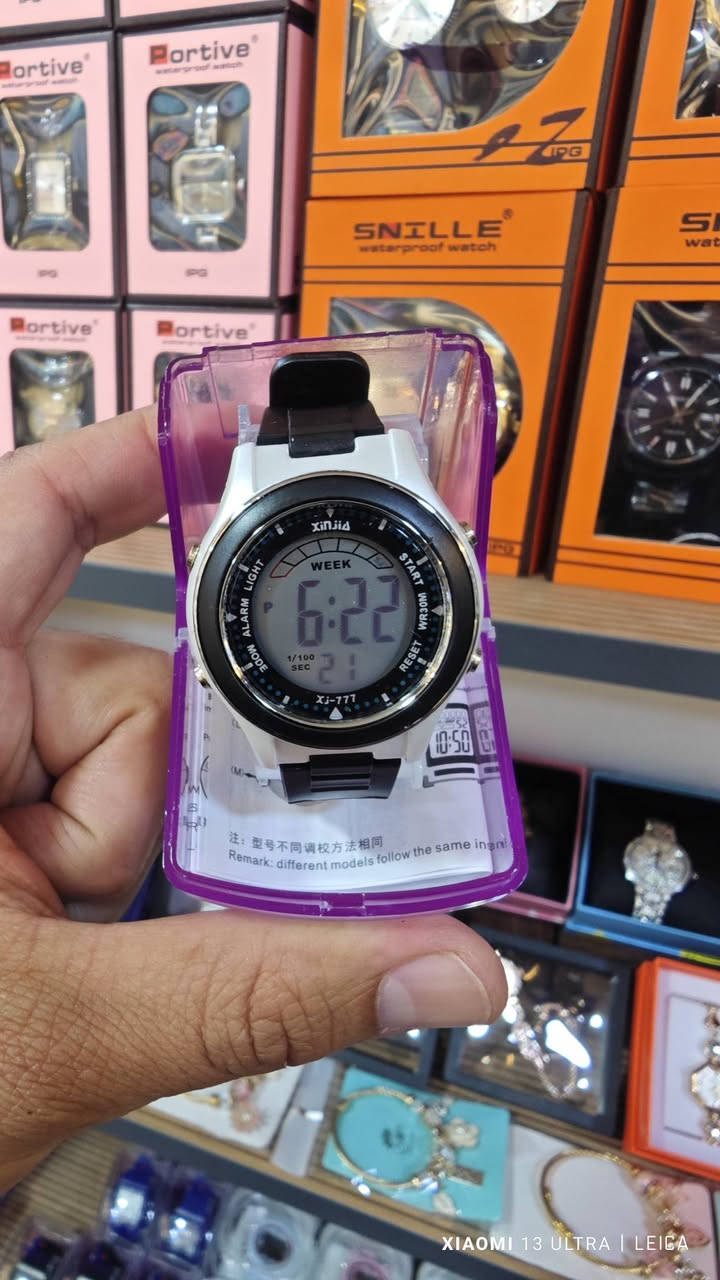 Portive®
waterproof watch
Portive®
waterproof watch
IPG
IPG
IPG
SNILLE®
waterproof watch
Portive®
Portive®
XINJIA
WEEK
LIGHT
START
ALARM
WR30M
MODE
RESET
P
6:22
1/100
SEC
21
XJ-777
10:50
注：型号不同调校方法相同
Remark: different models follow the same
XIAOMI 13 ULTRA | LEICA